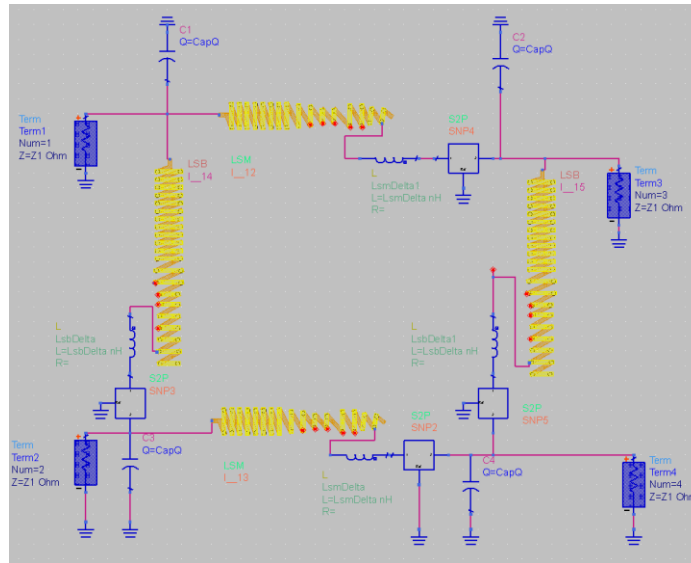 C1
Q=CapQ
C2
Q=CapQ
Term
Term1
Num=1
Z=Z1 Ohm
LSB
I__14
LSM
I__12
S2P
SNP4
L
LsmDelta1
L=LsmDelta nH
R=
LSB
I__15
Term
Term3
Num=3
Z=Z1 Ohm
L
LsbDelta
L=LsbDelta nH
R=
L
LsbDelta1
L=LsbDelta nH
R=
S2P
SNP3
S2P
SNP5
Term
Term2
Num=2
Z=Z1 Ohm
C3
Q=CapQ
LSM
I__13
S2P
SNP2
L
LsmDelta
L=LsmDelta nH
R=
C4
Q=CapQ
Term
Term4
Num=4
Z=Z1 Ohm